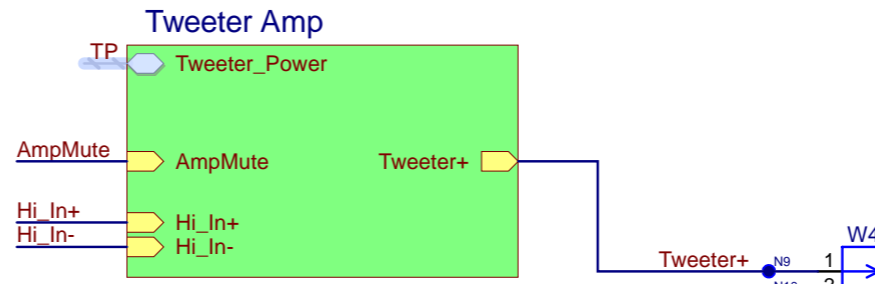 Tweeter Amp
TP
Tweeter_Power
AmpMute
AmpMute
Tweeter+
Hi_In+
Hi_In+
Hi_In-
Hi_In-
W4
Tweeter+
N9
1